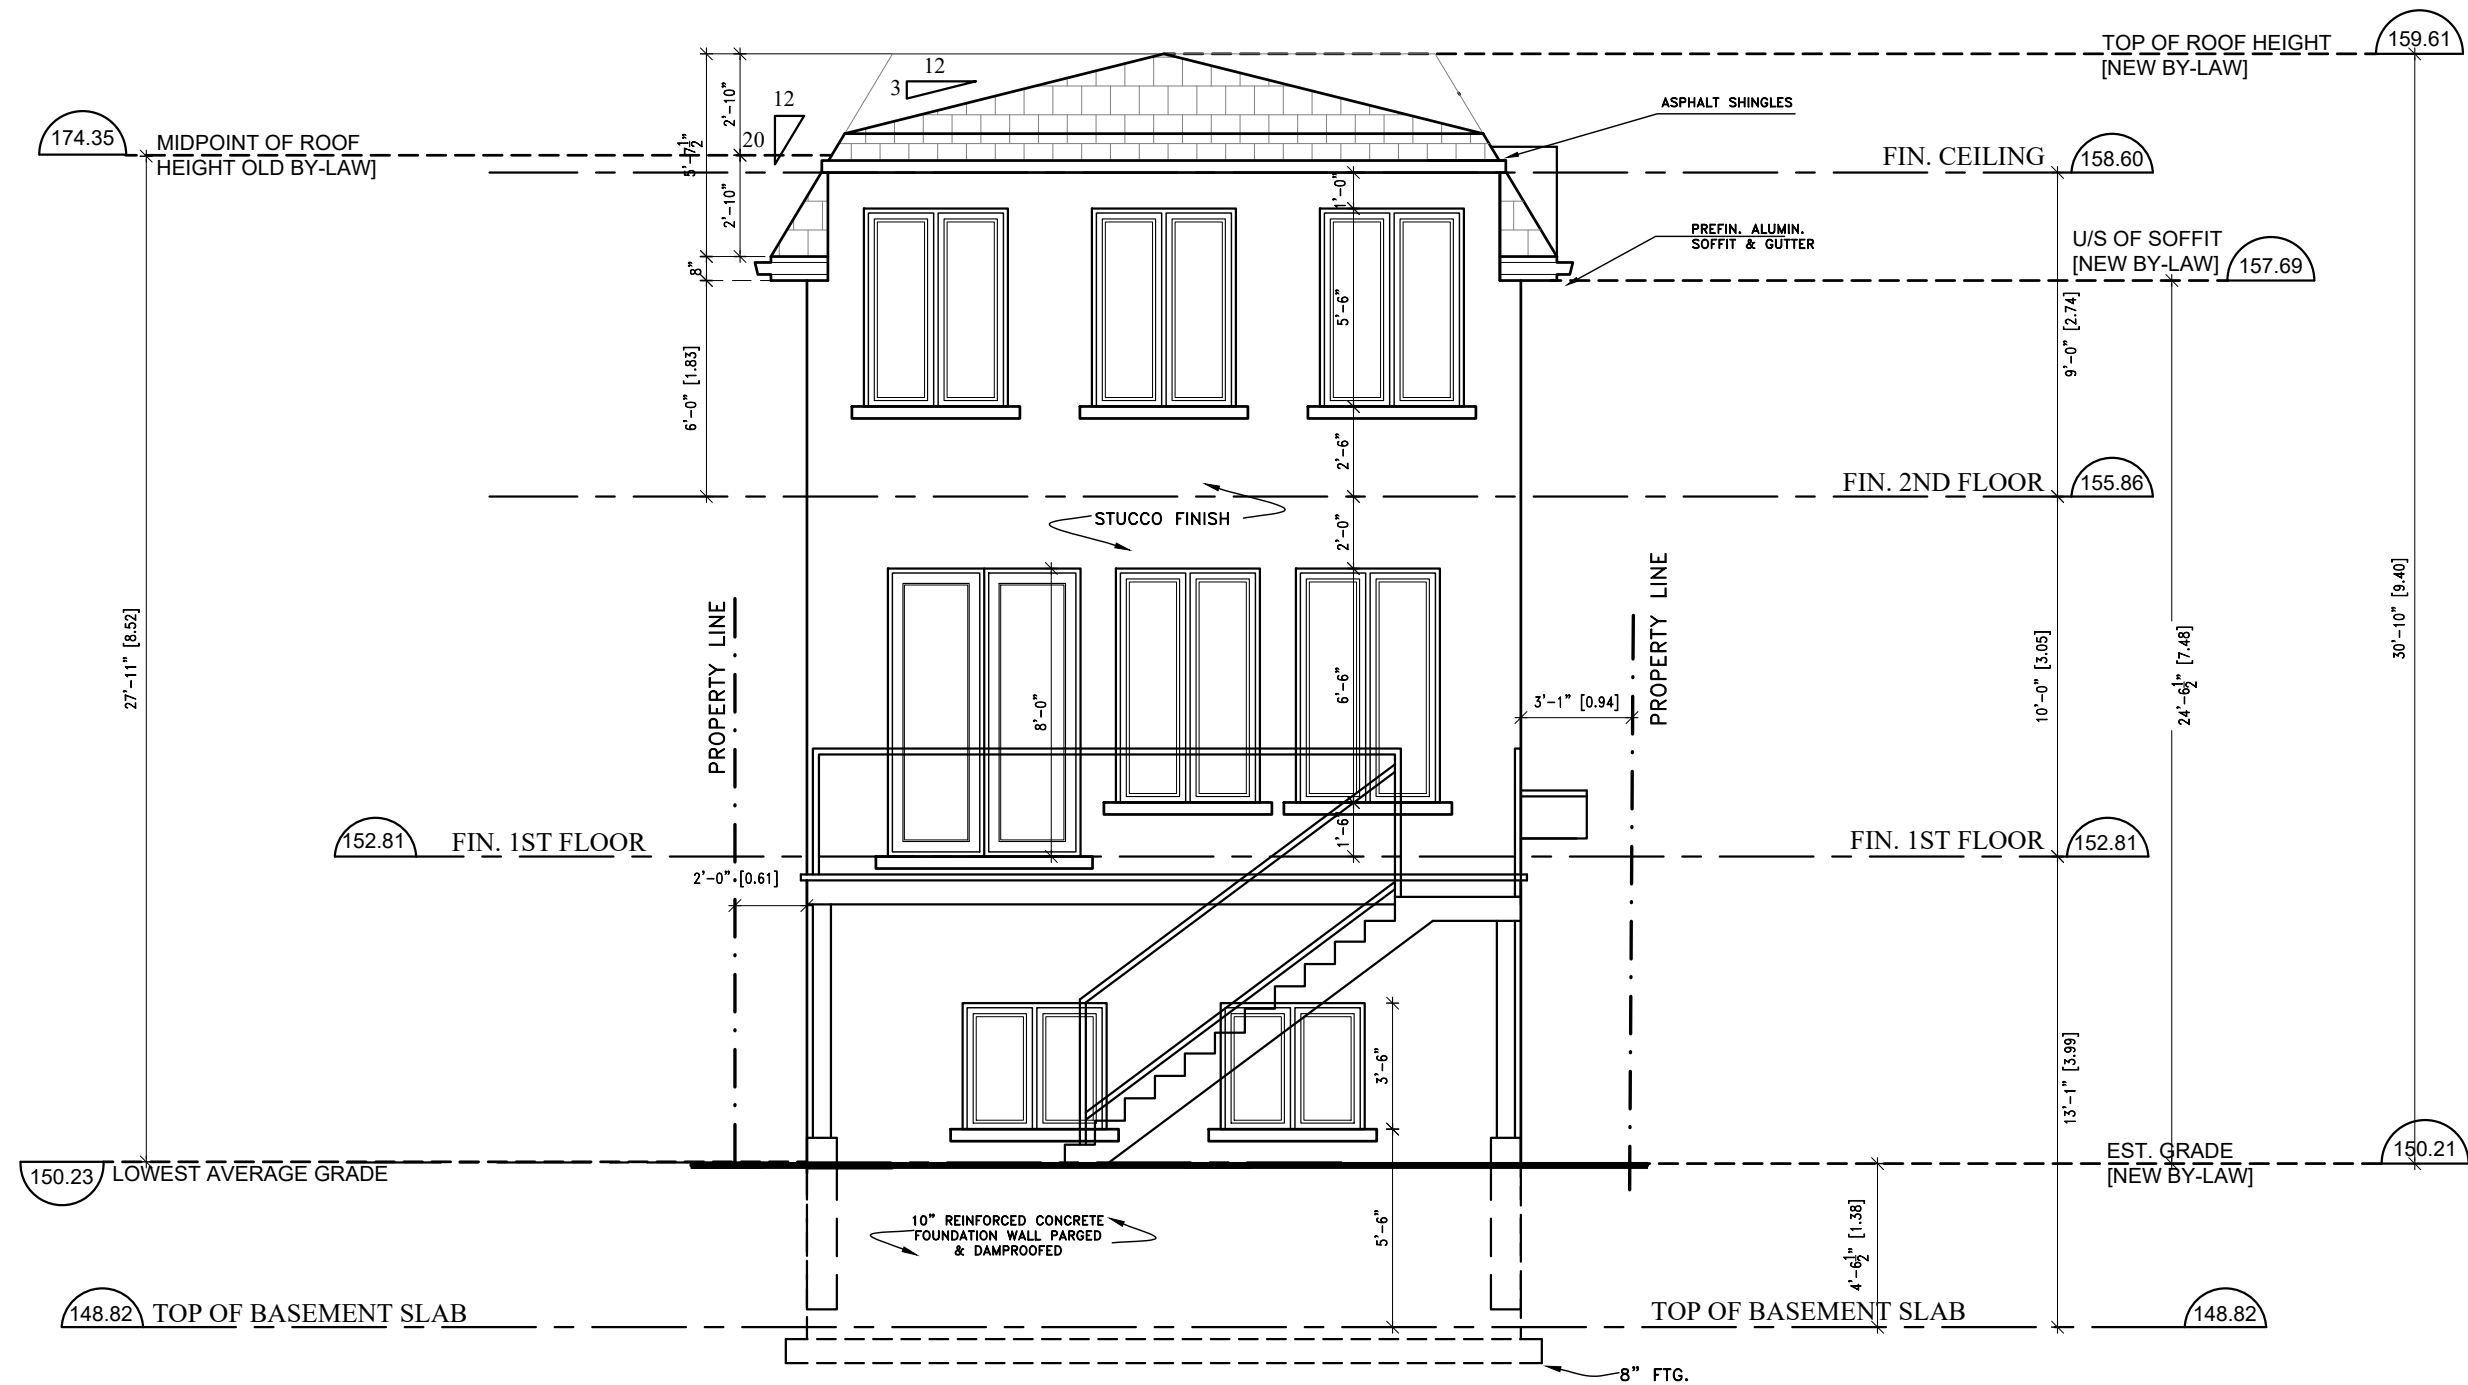 TOP OF ROOF HEIGHT
[NEW BY-LAW]
159.61
12
3
12
20
2'-10"
5'-7½"
2'-10"
8"
ASPHALT SHINGLES
174.35
MIDPOINT OF ROOF
HEIGHT OLD BY-LAW]
FIN. CEILING
158.60
1'-0"
PREFIN. ALUMIN.
SOFFIT & GUTTER
U/S OF SOFFIT
[NEW BY-LAW]
157.69
5'-6"
9'-0" [2.74]
6'-0" [1.83]
2'-6"
FIN. 2ND FLOOR
155.86
STUCCO FINISH
2'-0"
PROPERTY LINE
PROPERTY LINE
27'-11" [8.52]
8'-0"
6'-6"
3'-1" [0.94]
10'-0" [3.05]
24'-6½" [7.48]
30'-10" [9.40]
152.81
FIN. 1ST FLOOR
1'-6"
FIN. 1ST FLOOR
152.81
2'-0" [0.61]
3'-6"
13'-1" [3.99]
150.23
LOWEST AVERAGE GRADE
EST. GRADE
[NEW BY-LAW]
150.21
10" REINFORCED CONCRETE
FOUNDATION WALL PARGED
& DAMPROOFED
5'-6"
4'-6½" [1.38]
148.82
TOP OF BASEMENT SLAB
TOP OF BASEMENT SLAB
148.82
8" FTG.